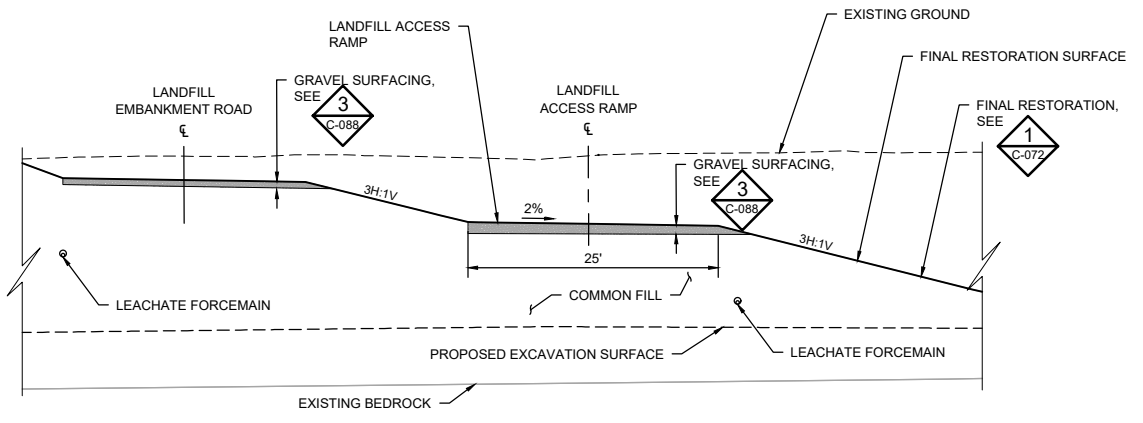 EXISTING GROUND
LANDFILL ACCESS
RAMP
FINAL RESTORATION SURFACE
GRAVEL SURFACING,
SEE
3
C-088
LANDFILL
EMBANKMENT ROAD
℄
LANDFILL
ACCESS RAMP
℄
FINAL RESTORATION,
SEE
1
C-072
GRAVEL SURFACING,
SEE
3
C-088
3H:1V
2%
3H:1V
25'
COMMON FILL
LEACHATE FORCEMAIN
PROPOSED EXCAVATION SURFACE
LEACHATE FORCEMAIN
EXISTING BEDROCK